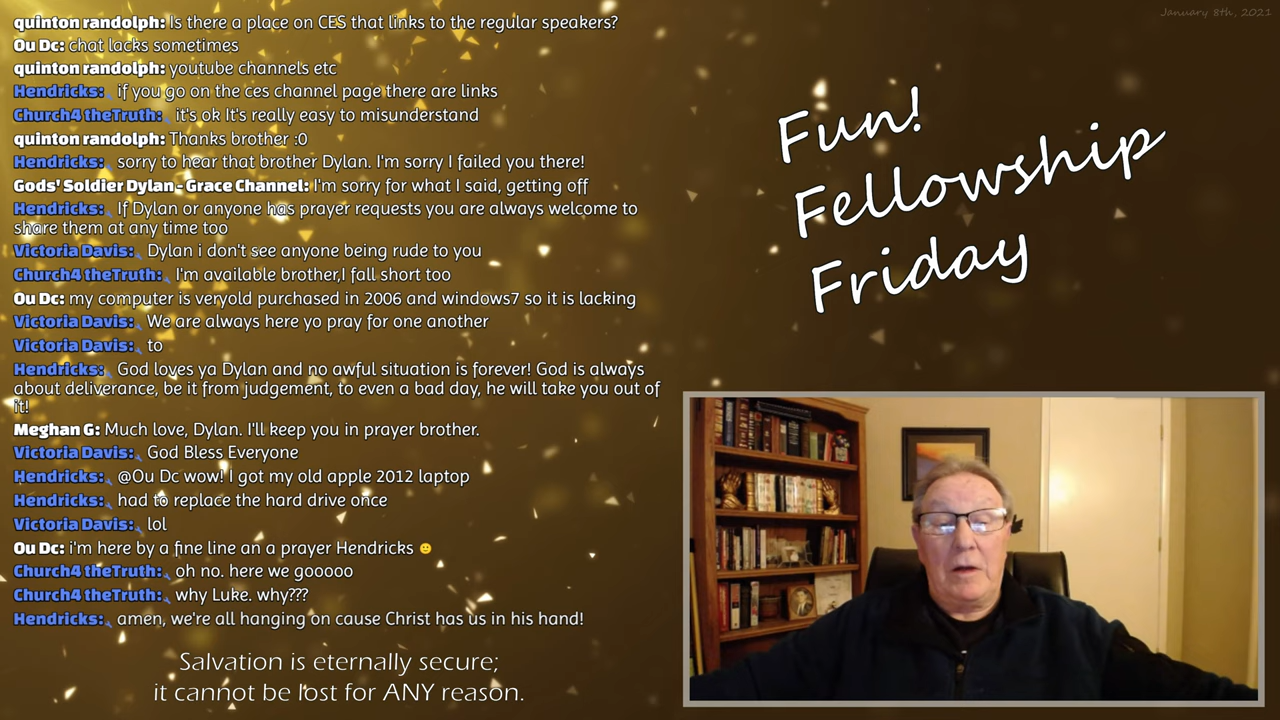 quinton randolph: Is there a place on CES that links to the regular speakers?
Ou Dc: chat lacks sometimes
quinton randolph: youtube channels etc
Hendricks: if you go on the ces channel page there are links
Church4 theTruth: it's ok It's really easy to misunderstand
quinton randolph: Thanks brother :0
Hendricks: sorry to hear that brother Dylan. I'm sorry I failed you there!
Gods' Soldier Dylan - Grace Channel: I'm sorry for what I said, getting off
Hendricks: If Dylan or anyone has prayer requests you are always welcome to
share them at any time too
Victoria Davis: Dylan i don't see anyone being rude to you
Church4 theTruth: I'm available brother,I fall short too
Ou Dc: my computer is veryold purchased in 2006 and windows7 so it is lacking
Victoria Davis: We are always here yo pray for one another
Victoria Davis: to
Hendricks: God loves ya Dylan and no awful situation is forever! God is always
about deliverance, be it from judgement, to even a bad day, he will take you out of
it!
Meghan G: Much love, Dylan. I'll keep you in prayer brother.
Victoria Davis: God Bless Everyone
Hendricks: @Ou Dc wow! I got my old apple 2012 laptop
Hendricks: had to replace the hard drive once
Victoria Davis: lol
Ou Dc: i'm here by a fine line an a prayer Hendricks 🙂
Church4 theTruth: oh no. here we gooooo
Church4 theTruth: why Luke. why???
Hendricks: amen, we're all hanging on cause Christ has us in his hand!
Salvation is eternally secure;
it cannot be lost for ANY reason.
January 8th, 2021
Fun!
Fellowship
Friday